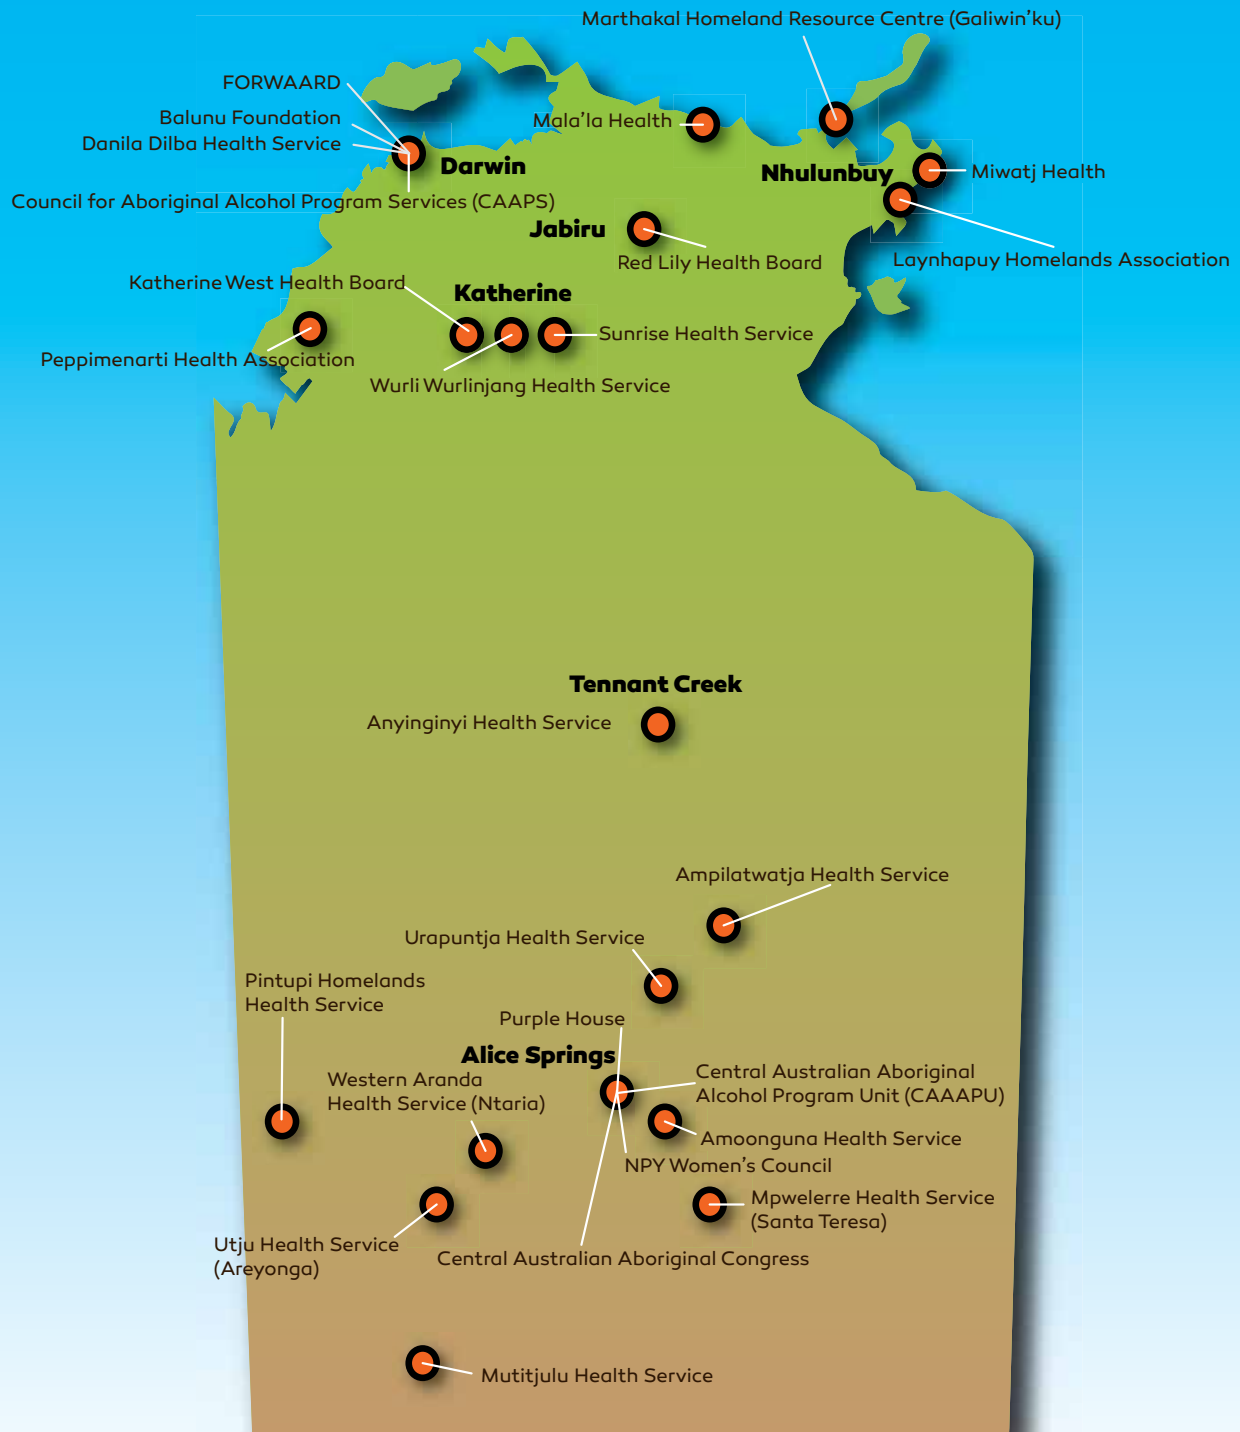 Marthakal Homeland Resource Centre (Galiwin'ku)
FORWAARD
Balunu Foundation
Danila Dilba Health Service
Mala'la Health
Darwin
Nhulunbuy
Miwatj Health
Council for Aboriginal Alcohol Program Services (CAAPS)
Jabiru
Red Lily Health Board
Laynhapuy Homelands Association
Katherine West Health Board
Katherine
Sunrise Health Service
Peppimenarti Health Association
Wurli Wurlinjang Health Service
Tennant Creek
Anyinginyi Health Service
Ampilatwatja Health Service
Urapuntja Health Service
Pintupi Homelands
Health Service
Purple House
Alice Springs
Western Aranda
Health Service (Ntaria)
Central Australian Aboriginal
Alcohol Program Unit (CAAAPU)
Amoonguna Health Service
NPY Women's Council
Mpwelerre Health Service
(Santa Teresa)
Utju Health Service
(Areyonga)
Central Australian Aboriginal Congress
Mutitjulu Health Service